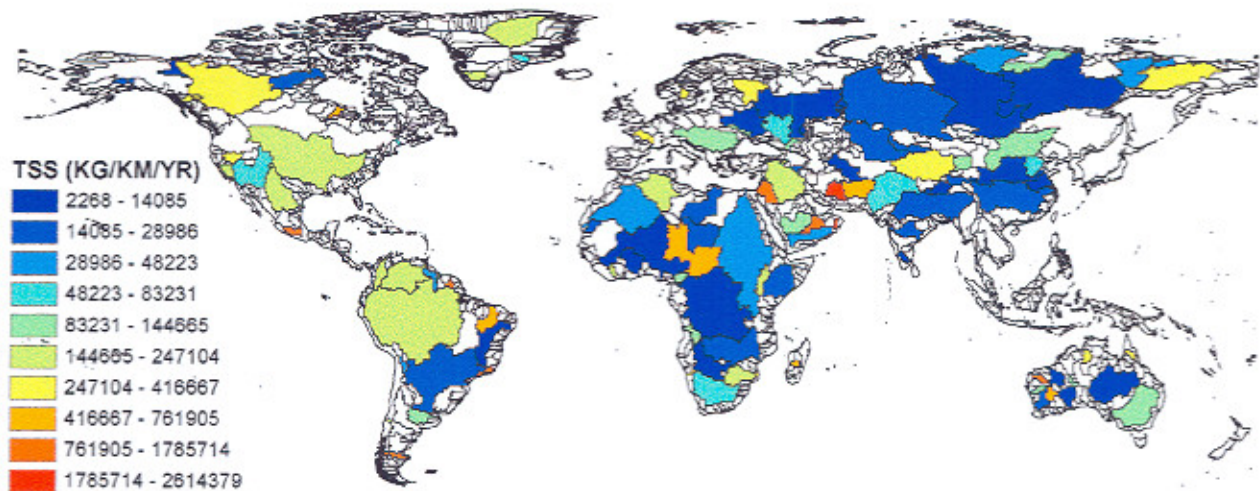 TSS (KG/KM/YR)
2268 - 14085
14085 - 28986
28986 - 48223
48223 - 83231
83231 - 144665
144665 - 247104
247104 - 416667
416667 - 761905
761905 - 1785714
1785714 - 2614379